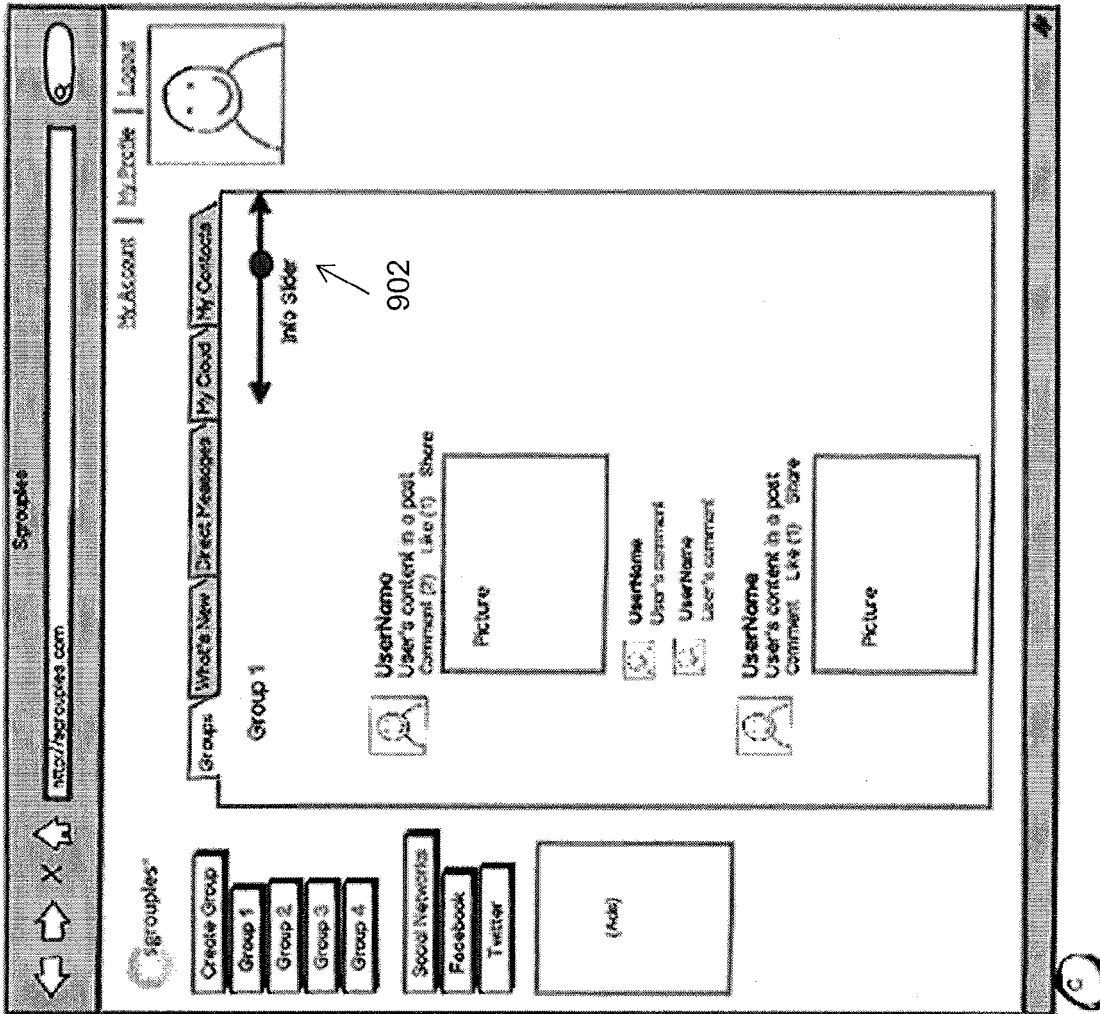 Sgrouples
http://sgrouples.com
My Account | My Profile | Logout
sgrouples
Create Group
Group 1
Group 2
Group 3
Group 4
Social Networks
Facebook
Twitter
(Ads)
Groups What's New Direct Messages My Cloud My Contacts
Group 1
Info Slider
902
UserName
User's content in a post
Comment (2) Like (1) Share
Picture
UserName
User's comment
UserName
User's comment
UserName
User's content in a post
Comment Like (1) Share
Picture